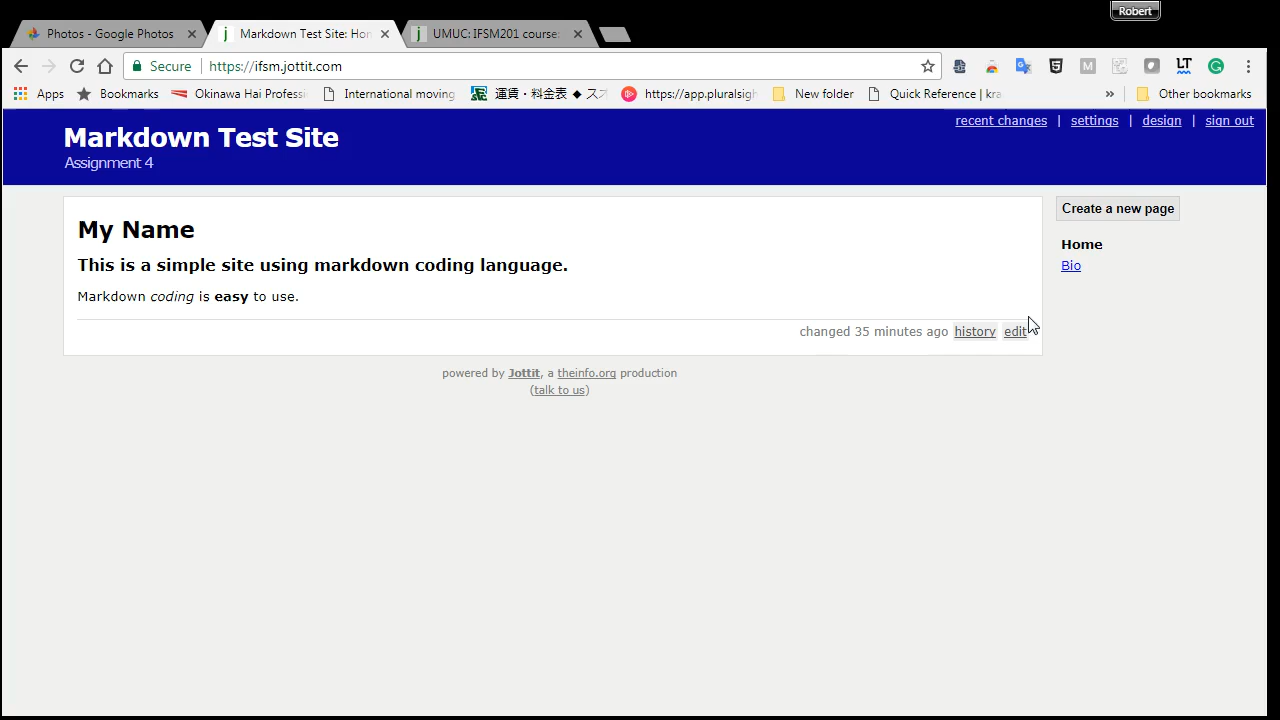 Robert
Photos - Google Photos
Markdown Test Site: Hon
UMUC: IFSM201 course:
Secure
https://ifsm.jottit.com
Apps
Bookmarks
Okinawa Hai Professi
International moving
運賃・料金表 ◆ ス
https://app.pluralsigh
New folder
Quick Reference | kra
»
Other bookmarks
recent changes | settings | design | sign out
Markdown Test Site
Assignment 4
My Name
This is a simple site using markdown coding language.
Markdown coding is easy to use.
changed 35 minutes ago history edit
Create a new page
Home
Bio
powered by Jottit, a theinfo.org production
(talk to us)